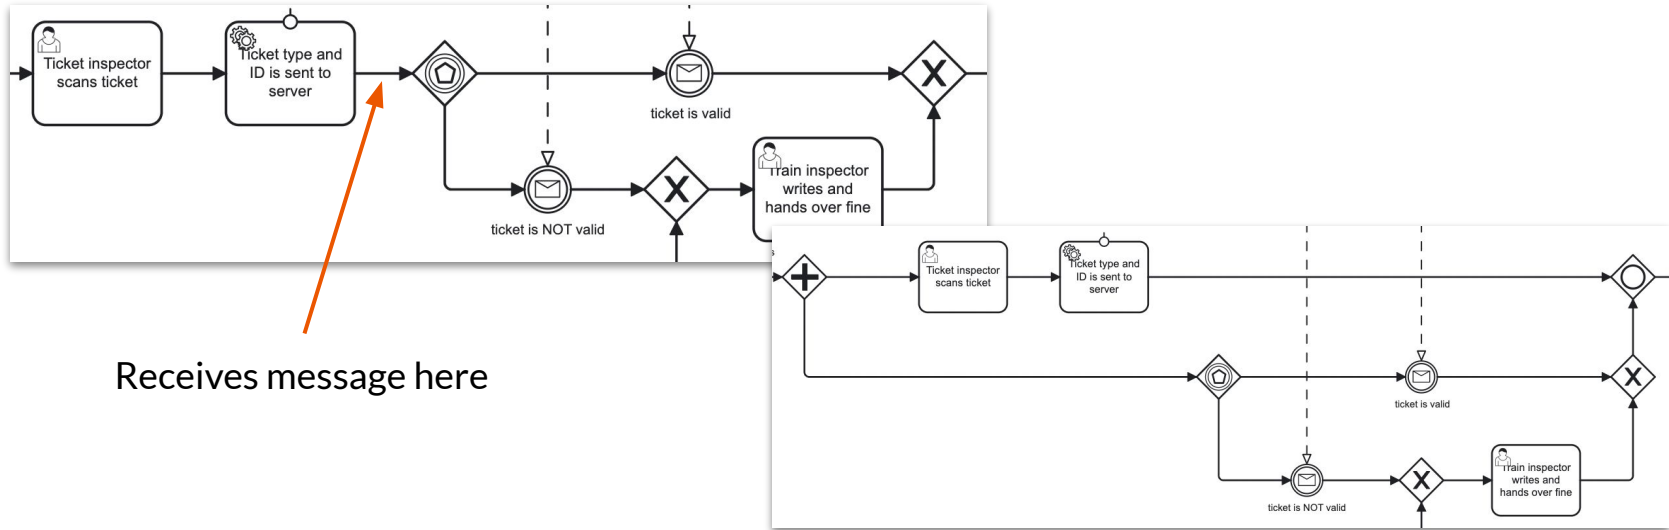 Ticket inspector
scans ticket
Ticket type and
ID is sent to
server
ticket is valid
X
ticket is NOT valid
X
Train inspector
writes and
hands over fine
Receives message here
s
Ticket inspector
scans ticket
Ticket type and
ID is sent to
server
ticket is valid
X
ticket is NOT valid
X
Train inspector
writes and
hands over fine